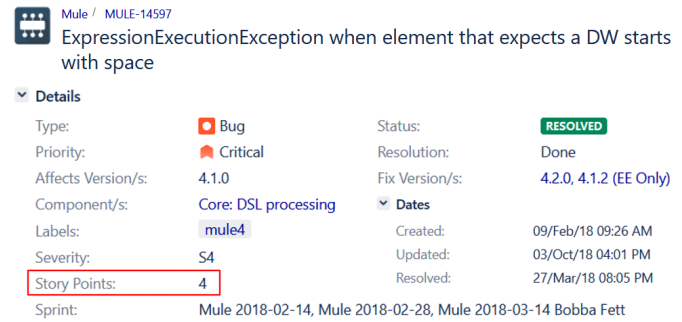 Mule / MULE-14597
ExpressionExecutionException when element that expects a DW starts
with space
Details
Type: Bug Status: RESOLVED
Priority: Critical Resolution: Done
Affects Version/s: 4.1.0 Fix Version/s: 4.2.0, 4.1.2 (EE Only)
Component/s: Core: DSL processing Dates
Labels: mule4 Created: 09/Feb/18 09:26 AM
Severity: S4 Updated: 03/Oct/18 04:01 PM
Story Points: 4 Resolved: 27/Mar/18 08:05 PM
Sprint: Mule 2018-02-14, Mule 2018-02-28, Mule 2018-03-14 Bobba Fett